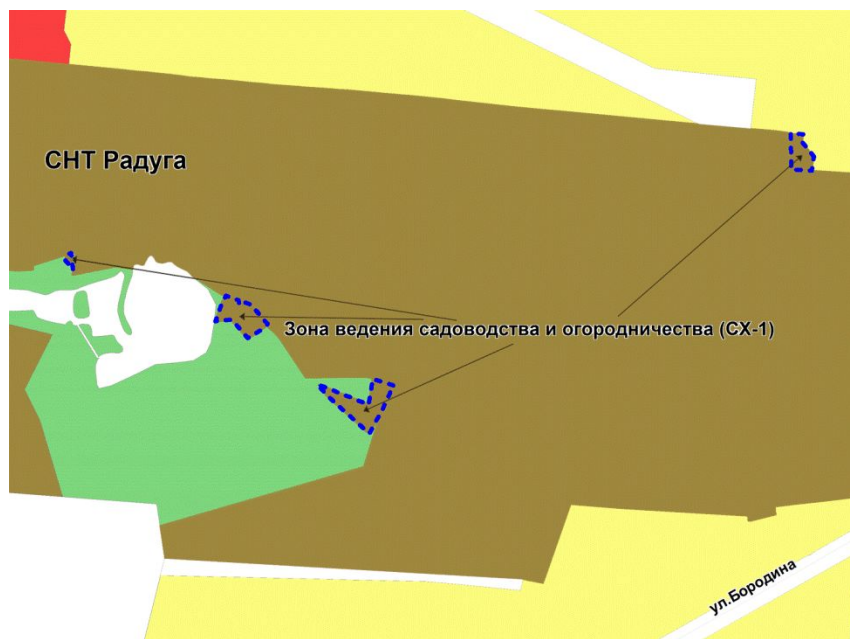 СНТ Радуга
Зона ведения садоводства и огородничества (СХ-1)
ул.Бородина